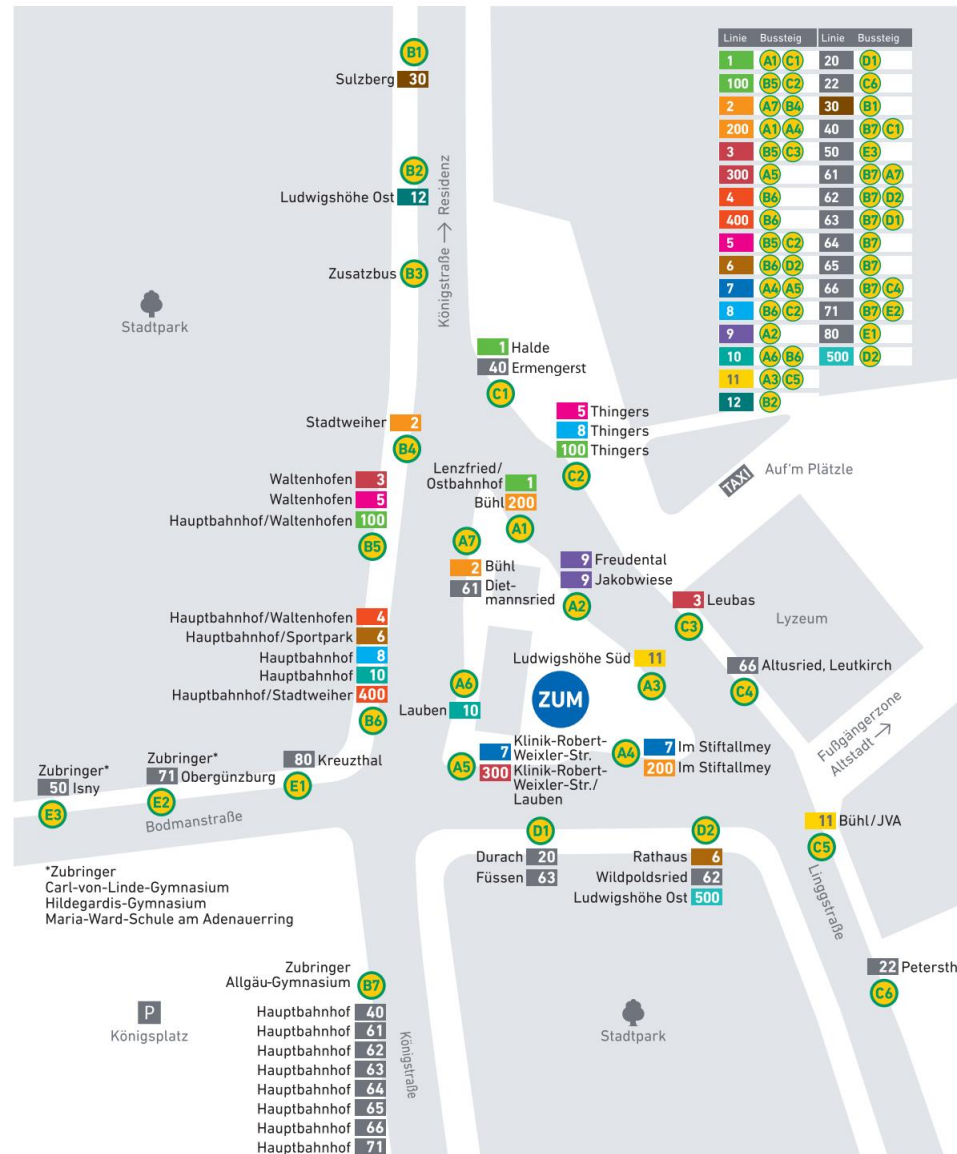 B1
Sulzberg 30
B2
Ludwigshöhe Ost 12
Zusatzbus B3
Königstraße → Residenz
Stadtpark
1 Halde
40 Ermengerst
C1
Stadtweiher 2
B4
5 Thingers
8 Thingers
100 Thingers
C2
Waltenhofen 3
Waltenhofen 5
Hauptbahnhof/Waltenhofen 100
B5
Lenzfried/
Ostbahnhof 1
Bühl 200
A1
A7
2 Bühl
61 Diet-
mannsried
9 Freudental
9 Jakobwiese
A2
3 Leubas
C3
Lyzeum
TAXI
Auf'm Plätzle
Hauptbahnhof/Waltenhofen 4
Hauptbahnhof/Sportpark 6
Hauptbahnhof 8
Hauptbahnhof 10
Hauptbahnhof/Stadtweiher 400
B6
Ludwigshöhe Süd 11
A3
66 Altusried, Leutkirch
C4
A6
Lauben 10
ZUM
Fußgängerzone
Altstadt →
A5
7 Klinik-Robert-
Weixler-Str.
300 Klinik-Robert-
Weixler-Str./
Lauben
A4
7 Im Stiftallmey
200 Im Stiftallmey
80 Kreuzthal
E1
Zubringer*
71 Obergünzburg
E2
Zubringer*
50 Isny
E3
Bodmanstraße
D1
Durach 20
Füssen 63
D2
Rathaus 6
Wildpoldsried 62
Ludwigshöhe Ost 500
11 Bühl/JVA
C5
Linggstraße
*Zubringer
Carl-von-Linde-Gymnasium
Hildegardis-Gymnasium
Maria-Ward-Schule am Adenauerring
22 Petersth
C6
Zubringer
Allgäu-Gymnasium B7
Hauptbahnhof 40
Hauptbahnhof 61
Hauptbahnhof 62
Hauptbahnhof 63
Hauptbahnhof 64
Hauptbahnhof 65
Hauptbahnhof 66
Hauptbahnhof 71
Königstraße
P
Königsplatz
Stadtpark
Linie Bussteig Linie Bussteig
1 A1 C1 20 D1
100 B5 C2 22 C6
2 A7 B4 30 B1
200 A1 A4 40 B7 C1
3 B5 C3 50 E3
300 A5 61 B7 A7
4 B6 62 B7 D2
400 B6 63 B7 D1
5 B5 C2 64 B7
6 B6 D2 65 B7
7 A4 A5 66 B7 C4
8 B6 C2 71 B7 E2
9 A2 80 E1
10 A6 B6 500 D2
11 A3 C5
12 B2